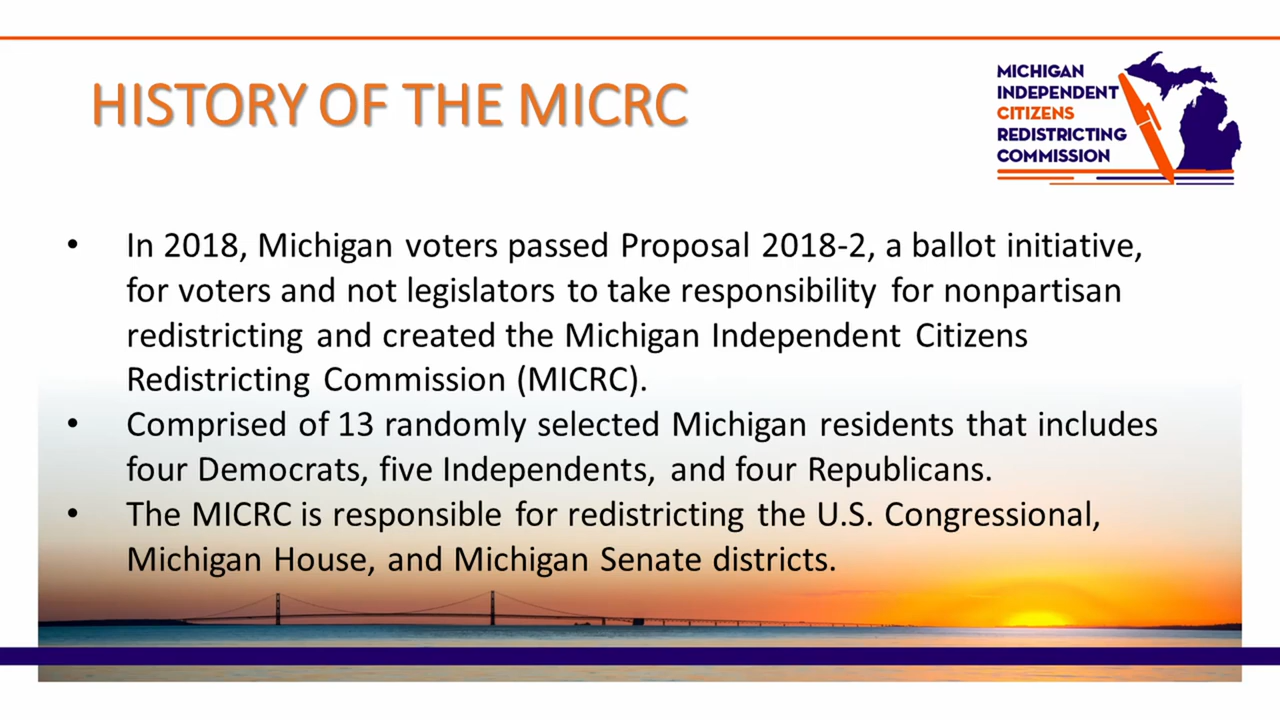 HISTORY OF THE MICRC
MICHIGAN
INDEPENDENT
CITIZENS
REDISTRICTING
COMMISSION
• In 2018, Michigan voters passed Proposal 2018-2, a ballot initiative,
for voters and not legislators to take responsibility for nonpartisan
redistricting and created the Michigan Independent Citizens
Redistricting Commission (MICRC).
• Comprised of 13 randomly selected Michigan residents that includes
four Democrats, five Independents, and four Republicans.
• The MICRC is responsible for redistricting the U.S. Congressional,
Michigan House, and Michigan Senate districts.